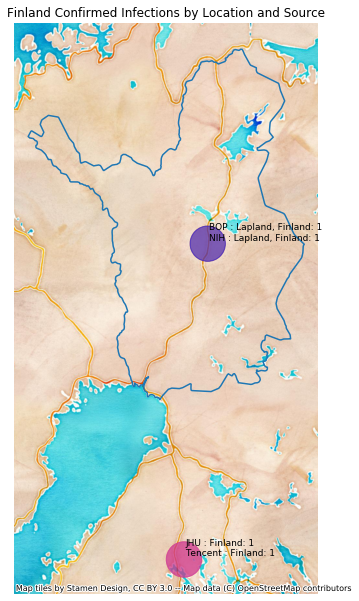 Finland Confirmed Infections by Location and Source
BOP : Lapland, Finland: 1
NIH : Lapland, Finland: 1
JHU : Finland: 1
Tencent : Finland: 1
Map tiles by Stamen Design, CC BY 3.0 -- Map data (C) OpenStreetMap contributors